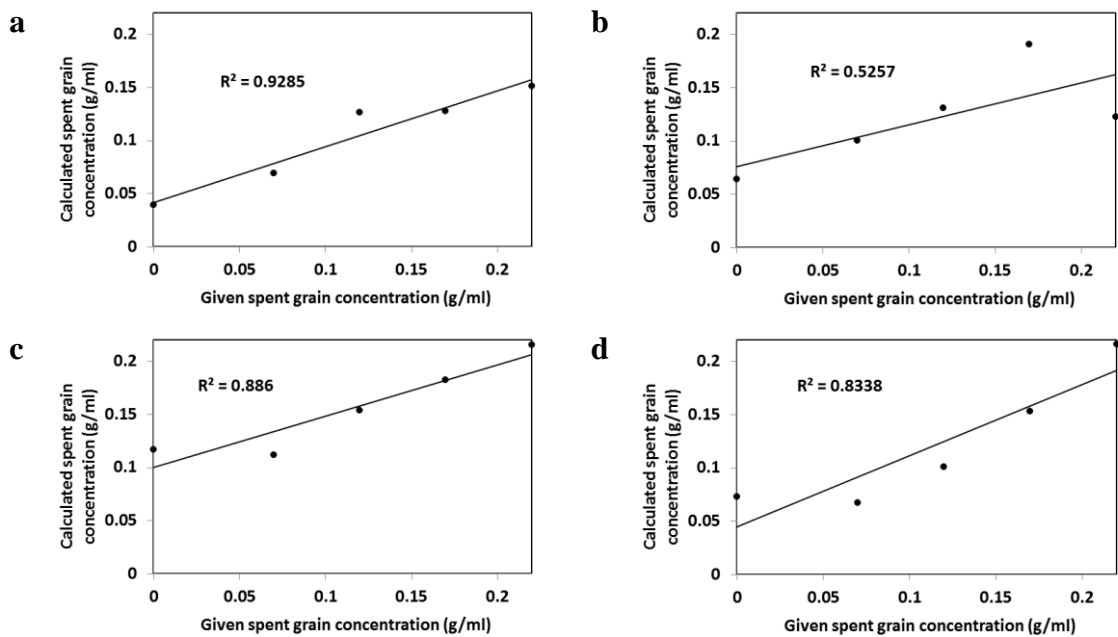 a
Calculated spent grain
concentration (g/ml)
0.2
0.15
0.1
0.05
0
R² = 0.9285
0 0.05 0.1 0.15 0.2
Given spent grain concentration (g/ml)
b
Calculated spent grain
concentration (g/ml)
0.2
0.15
0.1
0.05
0
R² = 0.5257
0 0.05 0.1 0.15 0.2
Given spent grain concentration (g/ml)
c
Calculated spent grain
concentration (g/ml)
0.2
0.15
0.1
0.05
0
R² = 0.886
0 0.05 0.1 0.15 0.2
Given spent grain concentration (g/ml)
d
Calculated spent grain
concentration (g/ml)
0.2
0.15
0.1
0.05
0
R² = 0.8338
0 0.05 0.1 0.15 0.2
Given spent grain concentration (g/ml)